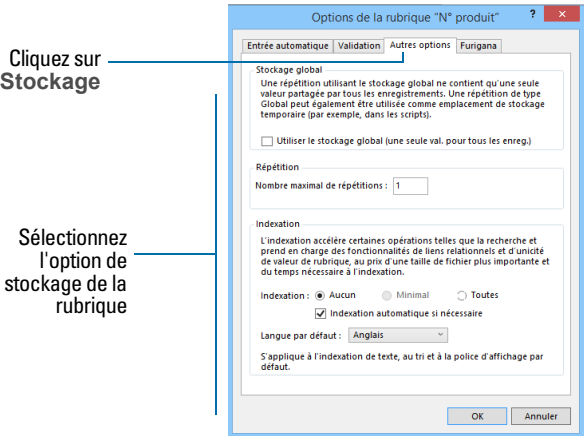 Options de la rubrique "N° produit"
?
Cliquez sur
Stockage
Entrée automatique
Validation
Autres options
Furigana
Stockage global
Une répétition utilisant le stockage global ne contient qu'une seule
valeur partagée par tous les enregistrements. Une répétition de type
Global peut également être utilisée comme emplacement de stockage
temporaire (par exemple, dans les scripts).
Utiliser le stockage global (une seule val. pour tous les enreg.)
Répétition
Nombre maximal de répétitions : 1
Sélectionnez
l'option de
stockage de la
rubrique
Indexation
L'indexation accélère certaines opérations telles que la recherche et
prend en charge des fonctionnalités de liens relationnels et d'unicité
de valeur de rubrique, au prix d'une taille de fichier plus importante et
du temps nécessaire à l'indexation.
Indexation : Aucun Minimal Toutes
Indexation automatique si nécessaire
Langue par défaut : Anglais
S'applique à l'indexation de texte, au tri et à la police d'affichage par
défaut.
OK
Annuler